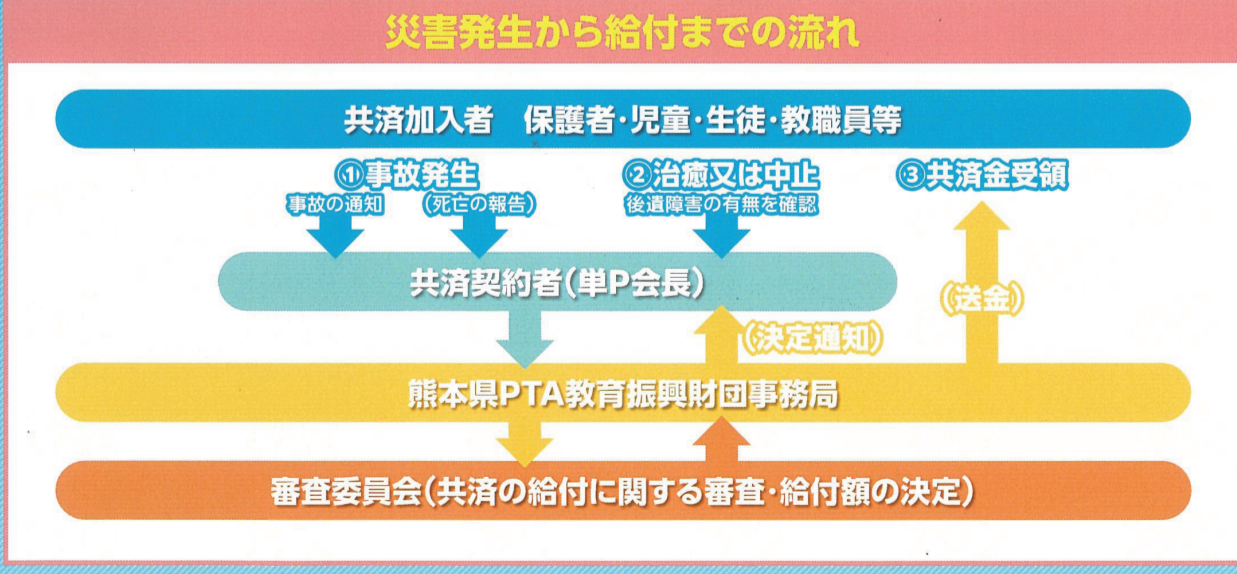 災害発生から給付までの流れ
共済加入者 保護者・児童・生徒・教職員等
①事故発生
事故の通知 (死亡の報告)
②治癒又は中止
後遺障害の有無を確認
③共済金受領
共済契約者(単P会長)
(決定通知)
(送金)
熊本県PTA教育振興財団事務局
審査委員会(共済の給付に関する審査・給付額の決定)